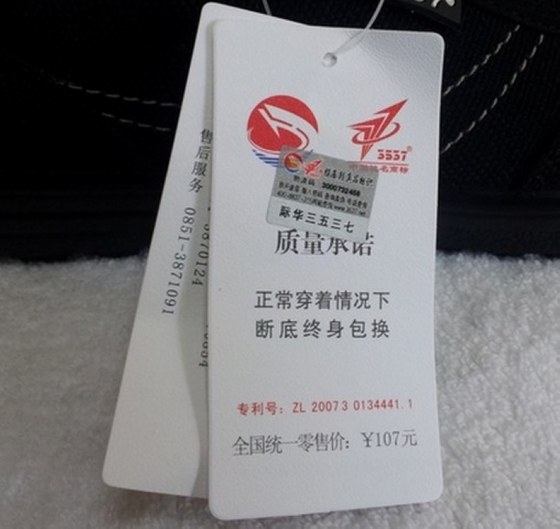 3537
®
际华三五三七
质量承诺
正常穿着情况下
断底终身包换
专利号: ZL 2007 3 0134441.1
全国统一零售价: ¥107元
售后服务
0851-3871091
3870124